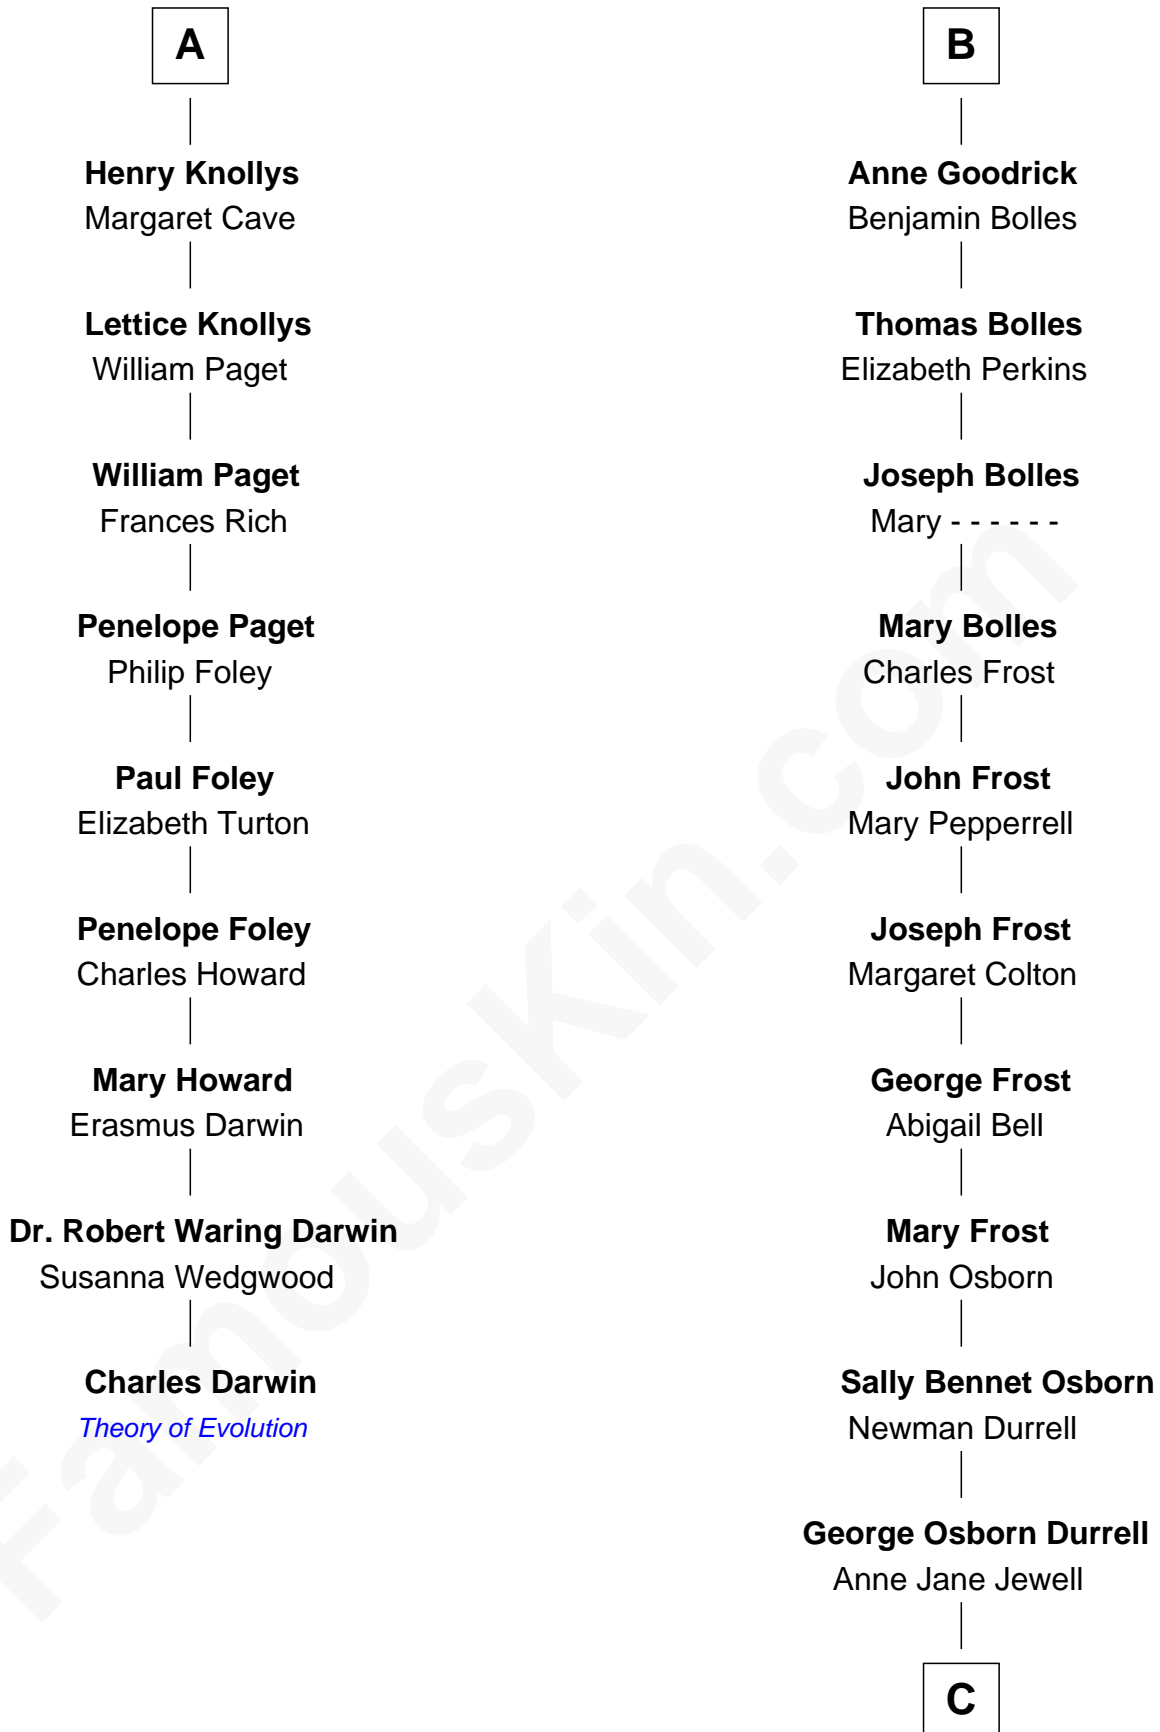 A
Henry Knollys
Margaret Cave
Lettice Knollys
William Paget
William Paget
Frances Rich
Penelope Paget
Philip Foley
Paul Foley
Elizabeth Turton
Penelope Foley
Charles Howard
Mary Howard
Erasmus Darwin
Dr. Robert Waring Darwin
Susanna Wedgwood
Charles Darwin
Theory of Evolution
B
Anne Goodrick
Benjamin Bolles
Thomas Bolles
Elizabeth Perkins
Joseph Bolles
Mary - - - - - -
Mary Bolles
Charles Frost
John Frost
Mary Pepperrell
Joseph Frost
Margaret Colton
George Frost
Abigail Bell
Mary Frost
John Osborn
Sally Bennet Osborn
Newman Durrell
George Osborn Durrell
Anne Jane Jewell
C
FamousKin.com